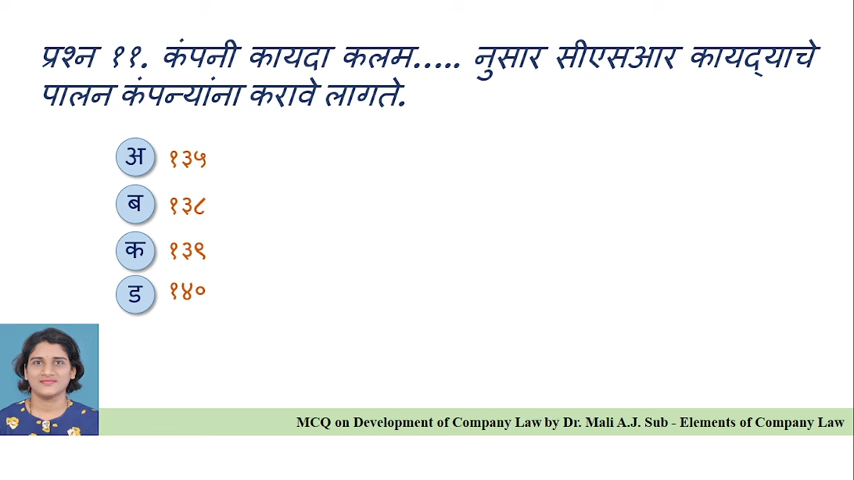 प्रश्न ११. कंपनी कायदा कलम..... नुसार सीएसआर कायद्याचे
पालन कंपन्यांना करावे लागते.
अ १३५
ब १३८
क १३९
ड १४०
MCQ on Development of Company Law by Dr. Mali A.J. Sub - Elements of Company Law